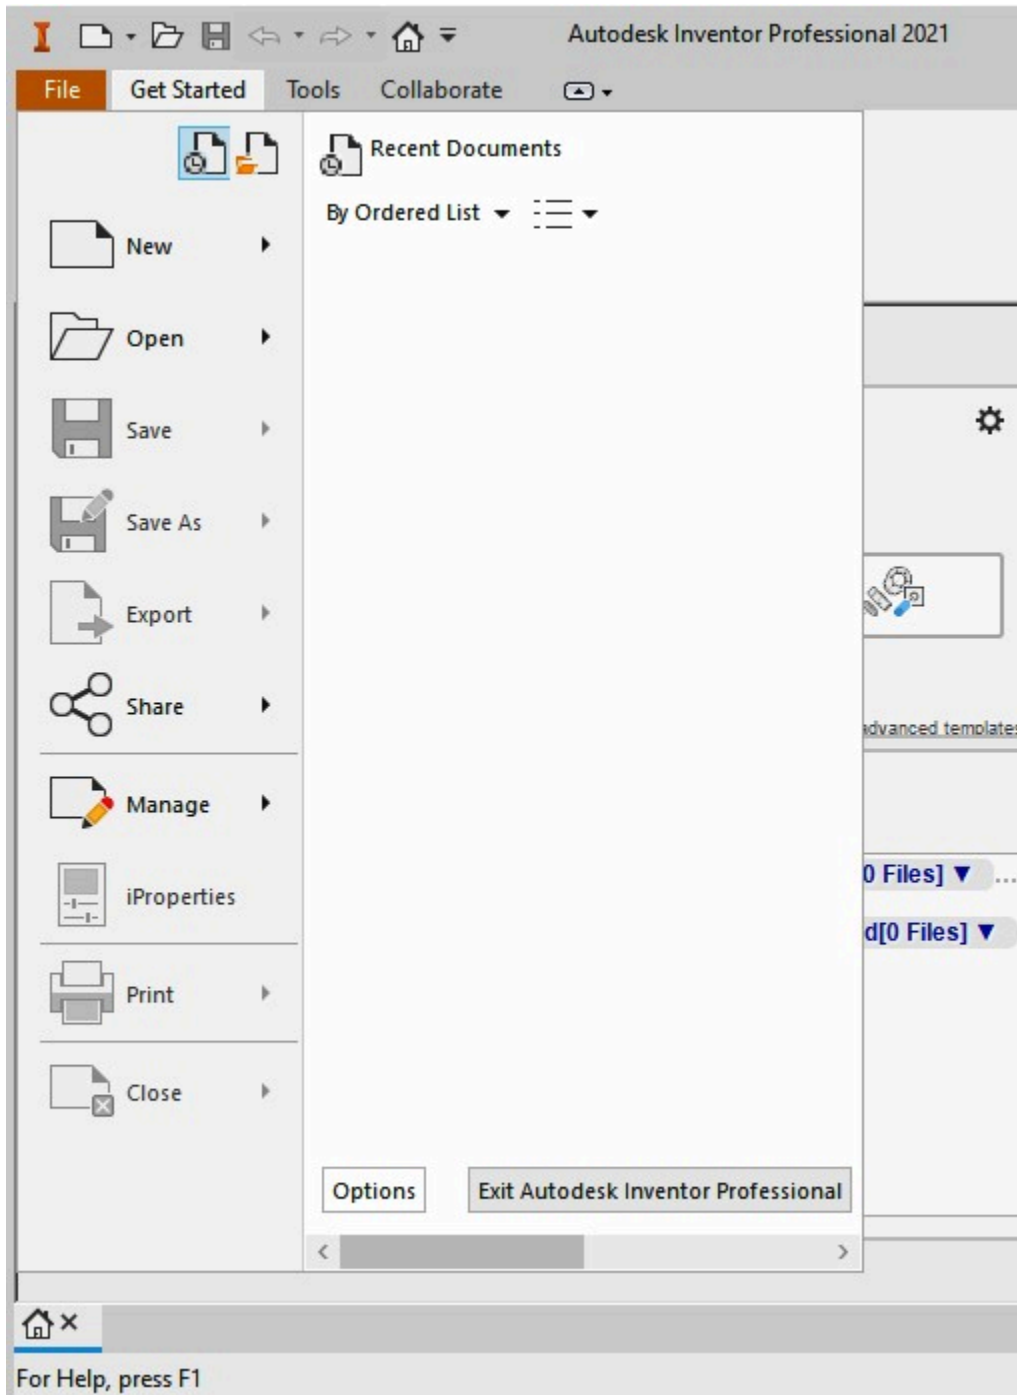 Autodesk Inventor Professional 2021
File Get Started Tools Collaborate
Recent Documents
By Ordered List
New
Open
Save
Save As
Export
Share
Manage
iProperties
Print
Close
Options Exit Autodesk Inventor Professional
advanced templates
0 Files] ▼ ...
d[0 Files] ▼
For Help, press F1